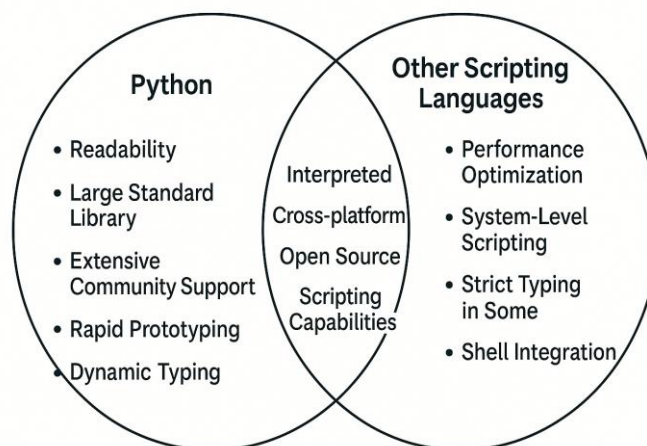 Python
• Readability
• Large Standard
Library
• Extensive
Community Support
• Rapid Prototyping
• Dynamic Typing
Interpreted
Cross-platform
Open Source
Scripting
Capabilities
Other Scripting
Languages
• Performance
Optimization
• System-Level
Scripting
• Strict Typing
in Some
• Shell Integration